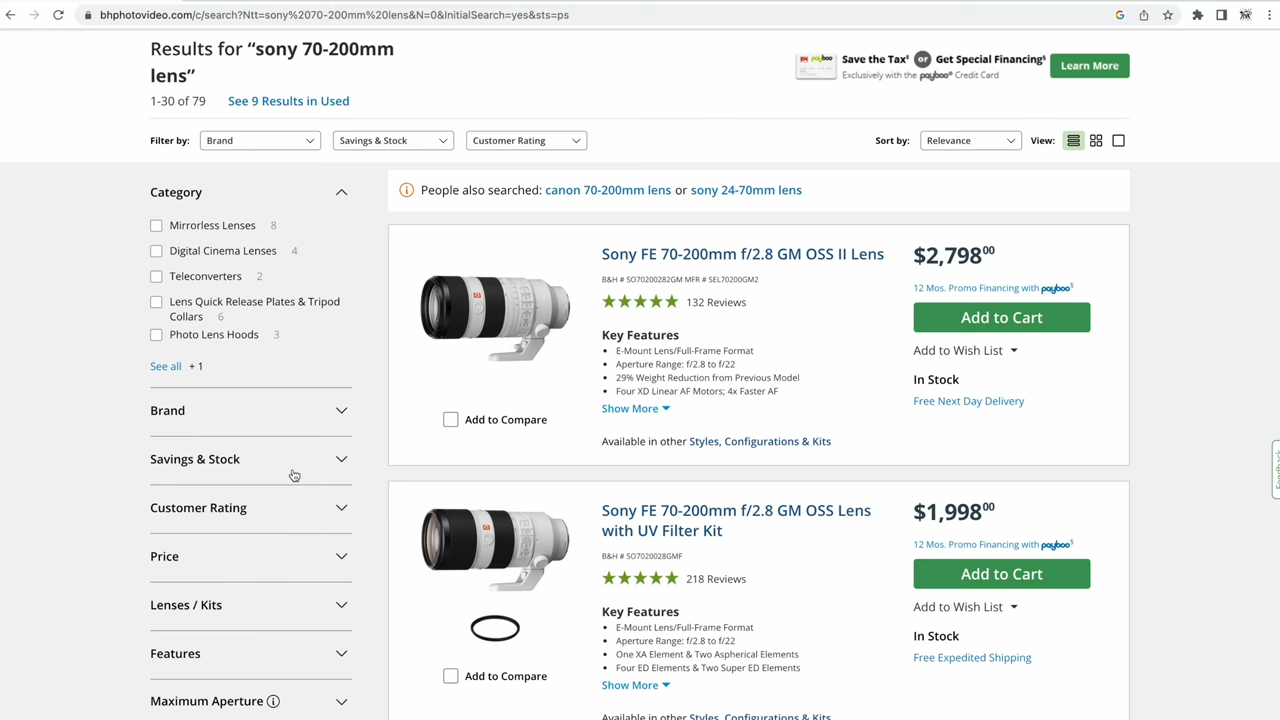 bhphotovideo.com/c/search?Ntt=sony%2070-200mm%20lens&N=0&InitialSearch=yes&sts=ps
Results for “sony 70-200mm
lens”
1-30 of 79 See 9 Results in Used
BH payboo Save the Tax‡ or Get Special Financing§
Exclusively with the payboo® Credit Card
Learn More
Filter by: Brand Savings & Stock Customer Rating Sort by: Relevance View:
Category
Mirrorless Lenses 8
Digital Cinema Lenses 4
Teleconverters 2
Lens Quick Release Plates & Tripod
Collars 6
Photo Lens Hoods 3
See all + 1
Brand
Savings & Stock
Customer Rating
Price
Lenses / Kits
Features
Maximum Aperture
People also searched: canon 70-200mm lens or sony 24-70mm lens
Sony FE 70-200mm f/2.8 GM OSS II Lens
B&H # SO70200282GM MFR # SEL70200GM2
132 Reviews
Key Features
E-Mount Lens/Full-Frame Format
Aperture Range: f/2.8 to f/22
29% Weight Reduction from Previous Model
Four XD Linear AF Motors; 4x Faster AF
Show More
Available in other Styles, Configurations & Kits
Add to Compare
$2,798 00
12 Mos. Promo Financing with payboo§
Add to Cart
Add to Wish List
In Stock
Free Next Day Delivery
Sony FE 70-200mm f/2.8 GM OSS Lens
with UV Filter Kit
B&H # SO7020028GMF
218 Reviews
Key Features
E-Mount Lens/Full-Frame Format
Aperture Range: f/2.8 to f/22
One XA Element & Two Aspherical Elements
Four ED Elements & Two Super ED Elements
Show More
Available in other Styles, Configurations & Kits
Add to Compare
$1,998 00
12 Mos. Promo Financing with payboo§
Add to Cart
Add to Wish List
In Stock
Free Expedited Shipping
Feedback